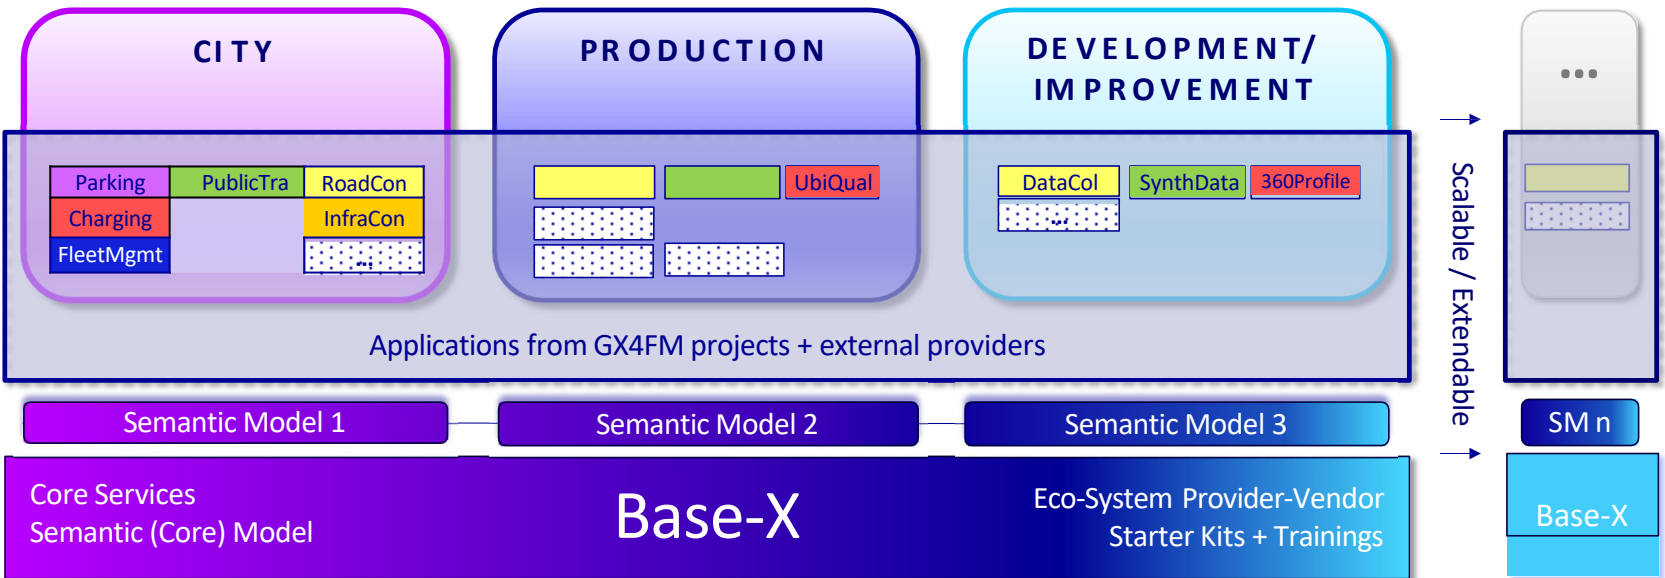 CITY
PRODUCTION
DEVELOPMENT/
IMPROVEMENT
...
Parking PublicTra RoadCon
Charging InfraCon
FleetMgmt ...
UbiQual
DataCol SynthData 360Profile
...
Applications from GX4FM projects + external providers
Scalable / Extendable
Semantic Model 1
Semantic Model 2
Semantic Model 3
SM n
Core Services
Semantic (Core) Model
Base-X
Eco-System Provider-Vendor
Starter Kits + Trainings
Base-X